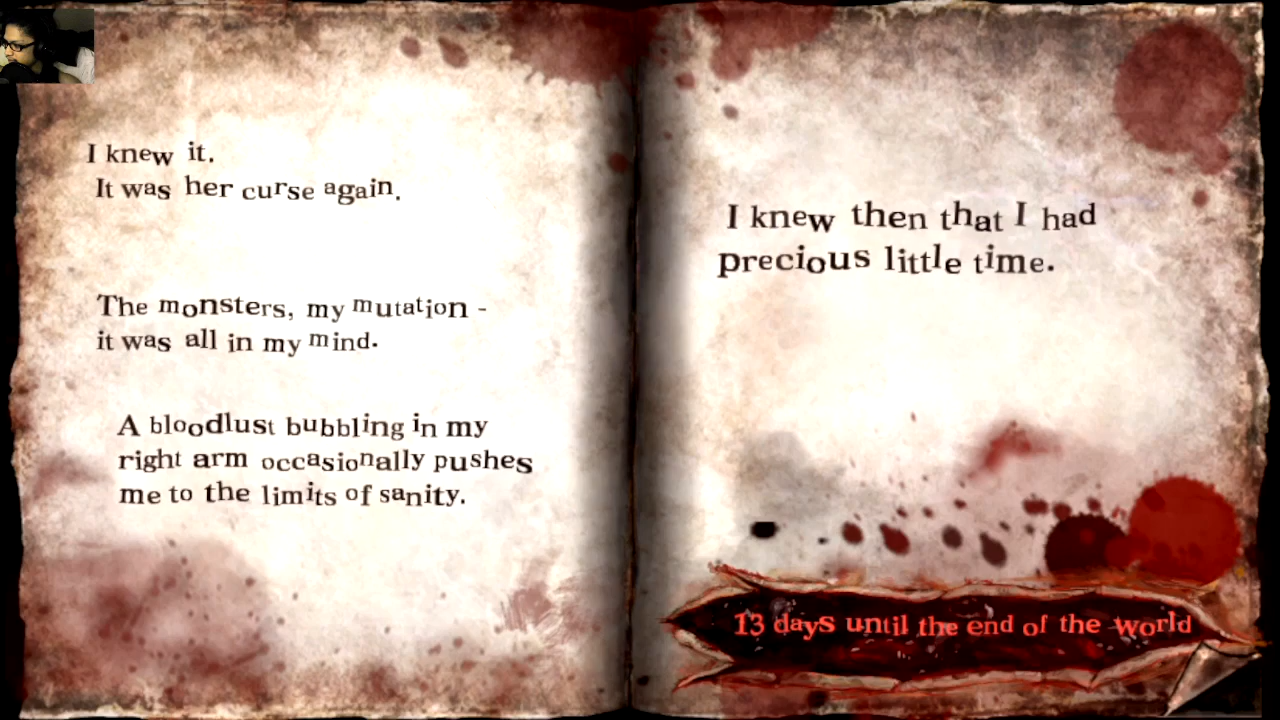 I knew it.
It was her curse again.
The monsters, my mutation -
it was all in my mind.
A bloodlust bubbling in my
right arm occasionally pushes
me to the limits of sanity.
I knew then that I had
precious little time.
13 days until the end of the world